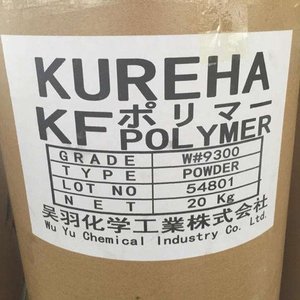 KUREHA
KFポリマー
POLYMER
GRADE W#9300
TYPE POWDER
LOT NO 54801
NET 20 Kg
呉羽化学工業株式会社
Wu Yu Chemical Industry Co. Ltd.